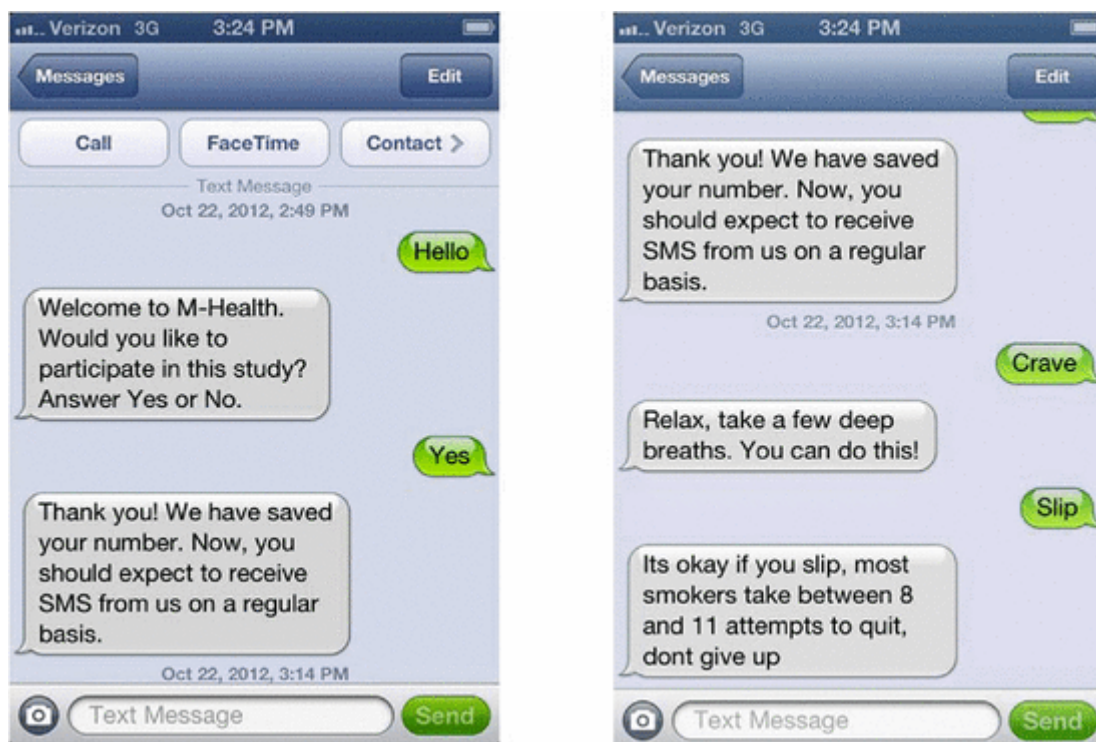 Verizon 3G 3:24 PM
Messages Edit
Call FaceTime Contact
Text Message
Oct 22, 2012, 2:49 PM
Hello
Welcome to M-Health.
Would you like to
participate in this study?
Answer Yes or No.
Yes
Thank you! We have saved
your number. Now, you
should expect to receive
SMS from us on a regular
basis.
Oct 22, 2012, 3:14 PM
Text Message Send
Verizon 3G 3:24 PM
Messages Edit
Thank you! We have saved
your number. Now, you
should expect to receive
SMS from us on a regular
basis.
Oct 22, 2012, 3:14 PM
Crave
Relax, take a few deep
breaths. You can do this!
Slip
Its okay if you slip, most
smokers take between 8
and 11 attempts to quit,
dont give up
Text Message Send